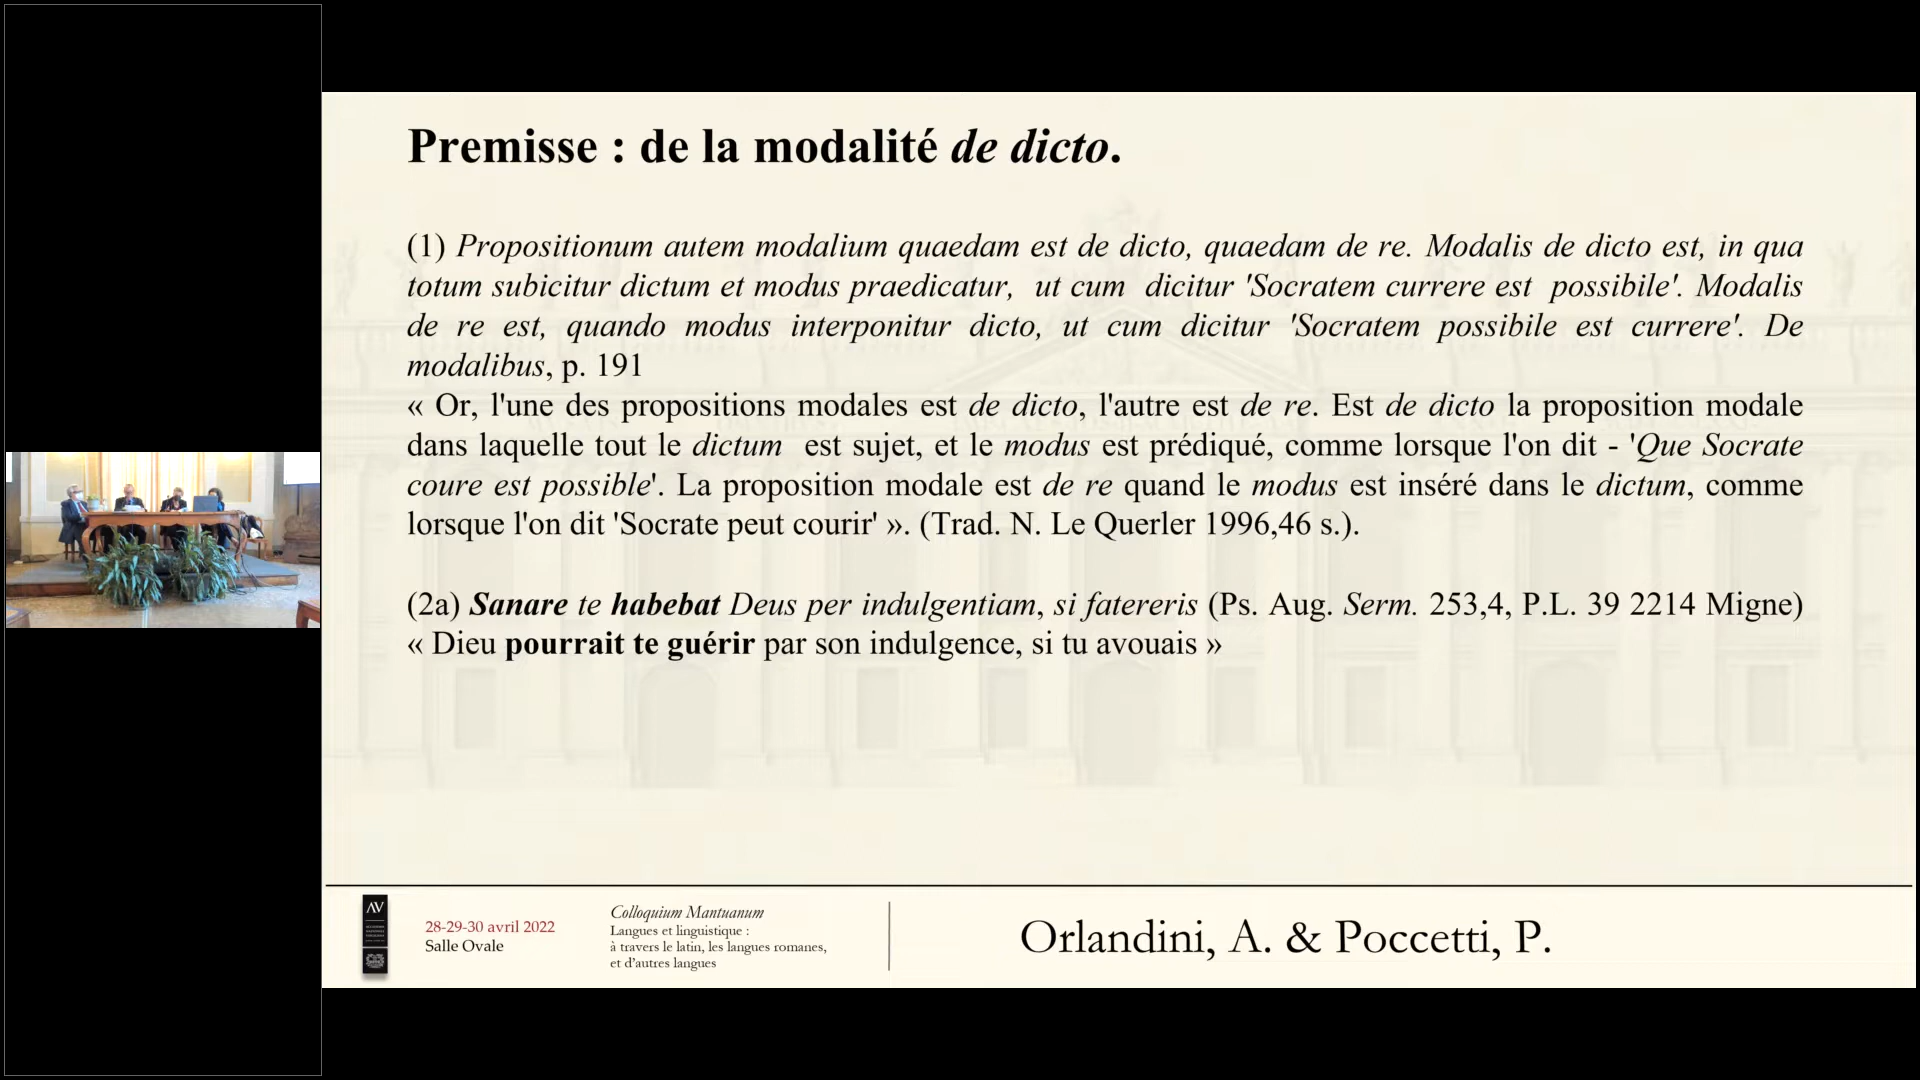 Premisse : de la modalité de dicto.
(1) Propositionum autem modalium quaedam est de dicto, quaedam de re. Modalis de dicto est, in qua
totum subicitur dictum et modus praedicatur, ut cum dicitur 'Socratem currere est possibile'. Modalis
de re est, quando modus interponitur dicto, ut cum dicitur 'Socratem possibile est currere'. De
modalibus, p. 191
« Or, l'une des propositions modales est de dicto, l'autre est de re. Est de dicto la proposition modale
dans laquelle tout le dictum est sujet, et le modus est prédiqué, comme lorsque l'on dit - 'Que Socrate
coure est possible'. La proposition modale est de re quand le modus est inséré dans le dictum, comme
lorsque l'on dit 'Socrate peut courir' ». (Trad. N. Le Querler 1996,46 s.).
(2a) Sanare te habebat Deus per indulgentiam, si fatereris (Ps. Aug. Serm. 253,4, P.L. 39 2214 Migne)
« Dieu pourrait te guérir par son indulgence, si tu avouais »
AV
28-29-30 avril 2022
Salle Ovale
Colloquium Mantuanum
Langues et linguistique :
à travers le latin, les langues romanes,
et d'autres langues
Orlandini, A. & Poccetti, P.